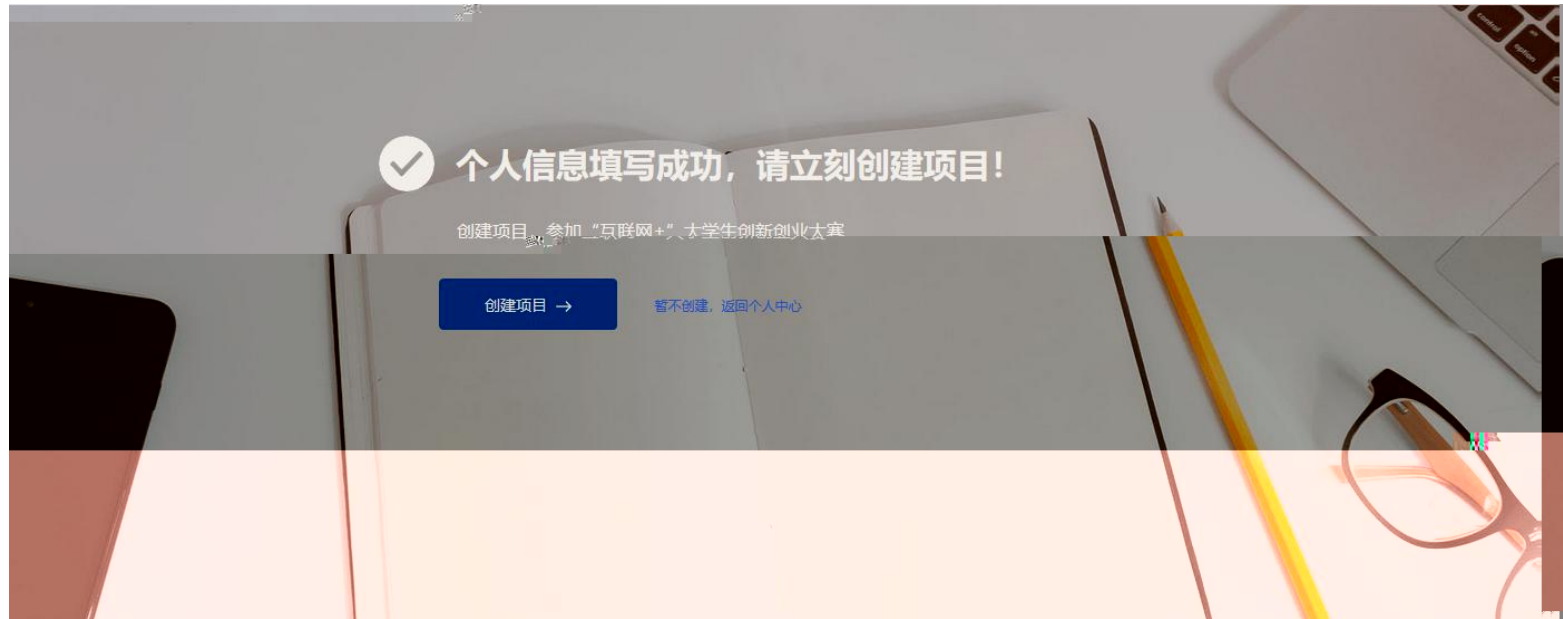 个人信息填写成功，请立刻创建项目！
创建项目，参加“互联网+”大学生创新创业大赛
创建项目 →
暂不创建，返回个人中心
control
option